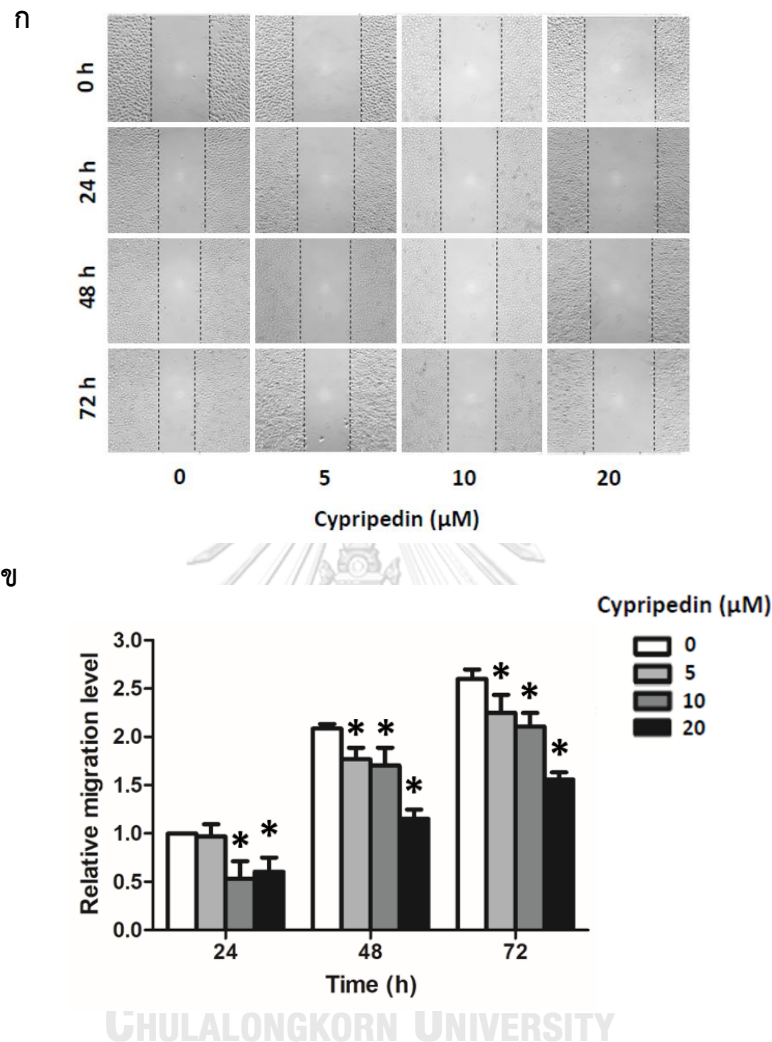 ก
0 h
24 h
48 h
72 h
0 5 10 20
Cypripedin (µM)
ข
Cypripedin (µM)
0
5
10
20
Relative migration level
3.0
2.5
2.0
1.5
1.0
0.5
0.0
* *
* * *
* * *
24 48 72
Time (h)
CHULALONGKORN UNIVERSITY